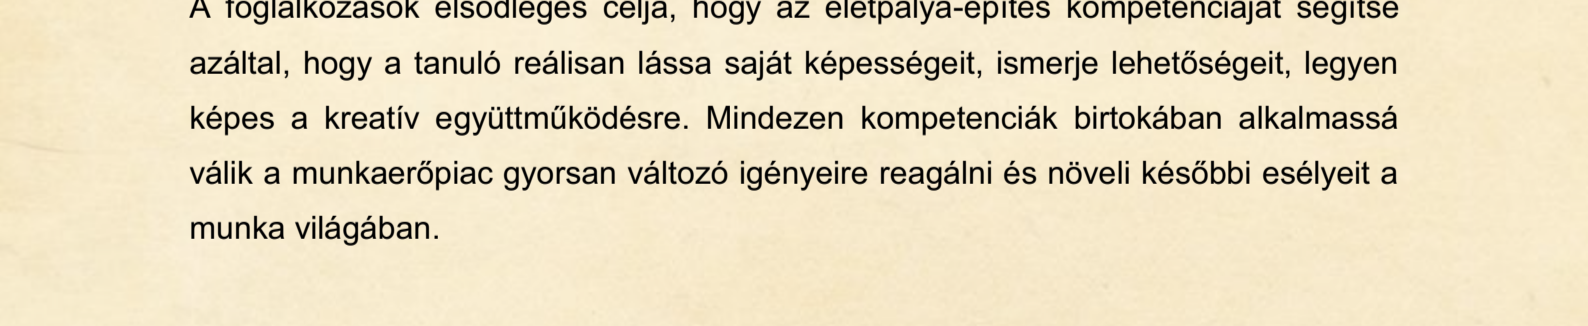 A foglalkozások elsődleges célja, hogy az életpálya-építés kompetenciáját segítse
azáltal, hogy a tanuló reálisan lássa saját képességeit, ismerje lehetőségeit, legyen
képes a kreatív együttműködésre. Mindezen kompetenciák birtokában alkalmassá
válik a munkaerőpiac gyorsan változó igényeire reagálni és növeli későbbi esélyeit a
munka világában.